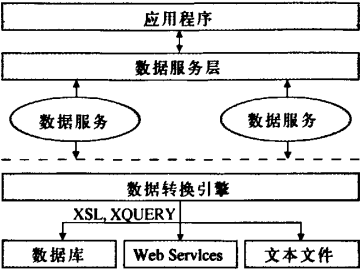 应用程序
数据服务层
数据服务
数据服务
数据转换引擎
XSL, XQUERY
数据库
Web Services
文本文件